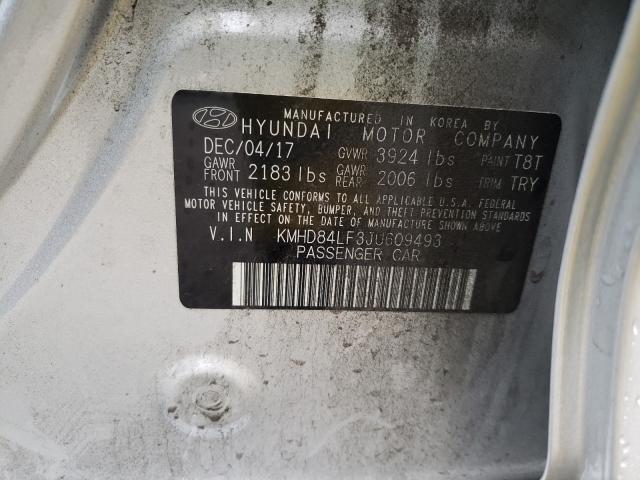 MANUFACTURED IN KOREA BY
HYUNDAI MOTOR COMPANY
DEC/04/17 GVWR 3924 lbs PAINT T8T
GAWR FRONT 2183 lbs GAWR REAR 2006 lbs TRIM TRY
THIS VEHICLE CONFORMS TO ALL APPLICABLE U.S.A. FEDERAL
MOTOR VEHICLE SAFETY, BUMPER, AND THEFT PREVENTION STANDARDS
IN EFFECT ON THE DATE OF MANUFACTURE SHOWN ABOVE.
V.I.N KMHD84LF3JU609493
PASSENGER CAR